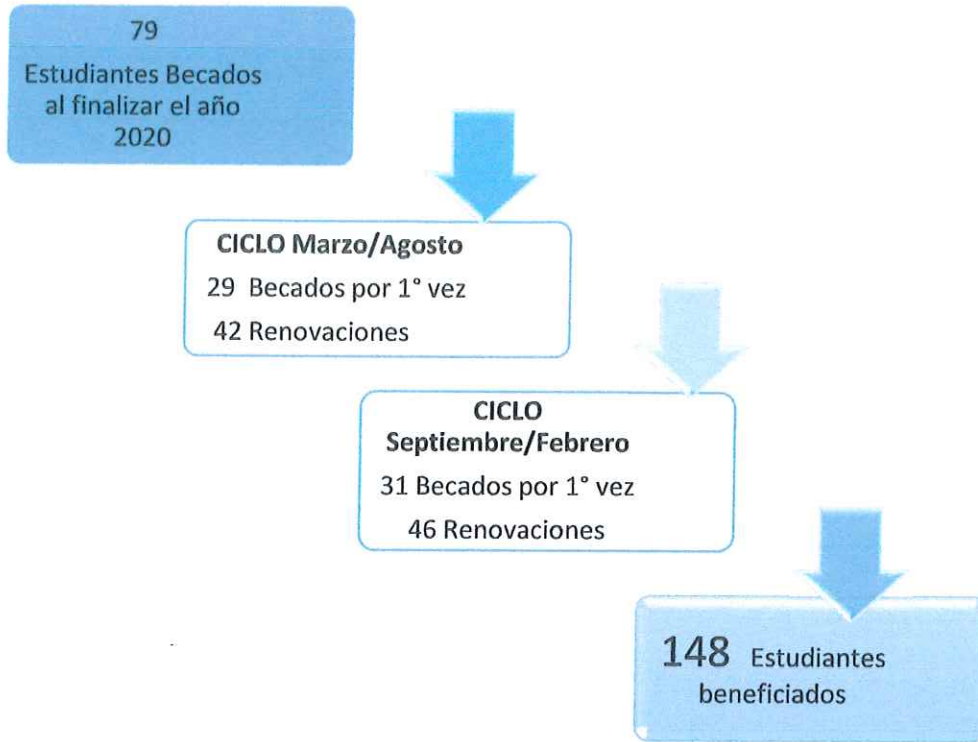 79
Estudiantes Becados
al finalizar el año
2020
CICLO Marzo/Agosto
29 Becados por 1° vez
42 Renovaciones
CICLO
Septiembre/Febrero
31 Becados por 1° vez
46 Renovaciones
148 Estudiantes
beneficiados